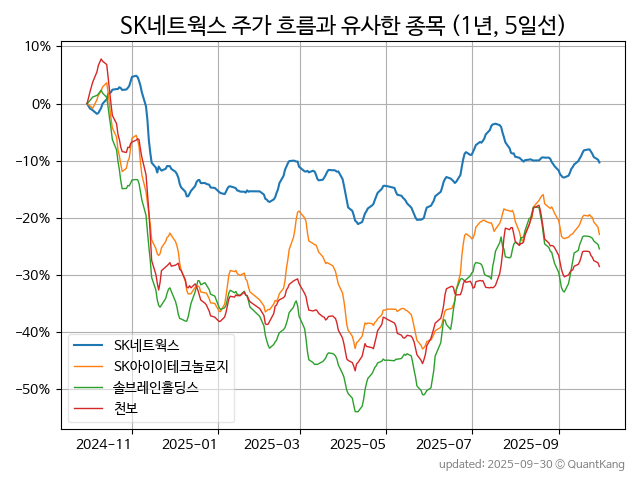 SK네트웍스 주가 흐름과 유사한 종목 (1년, 5일선)
10%
0%
−10%
−20%
−30%
−40%
−50%
SK네트웍스
SK아이이테크놀로지
솔브레인홀딩스
천보
2024-11 2025-01 2025-03 2025-05 2025-07 2025-09
updated: 2025-09-30 © QuantKang